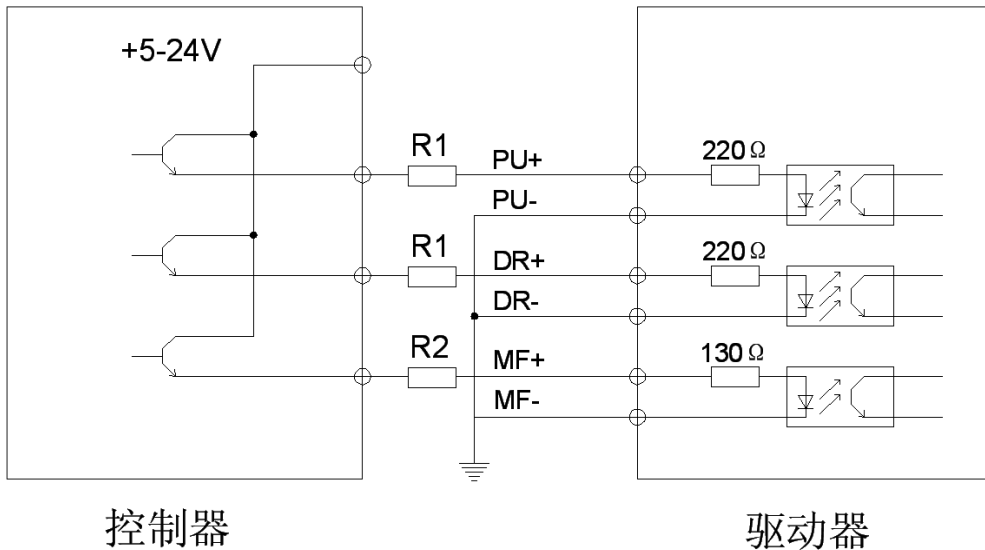 +5-24V
R1
PU+
220Ω
PU-
R1
DR+
220Ω
DR-
R2
MF+
130Ω
MF-
控制器
驱动器